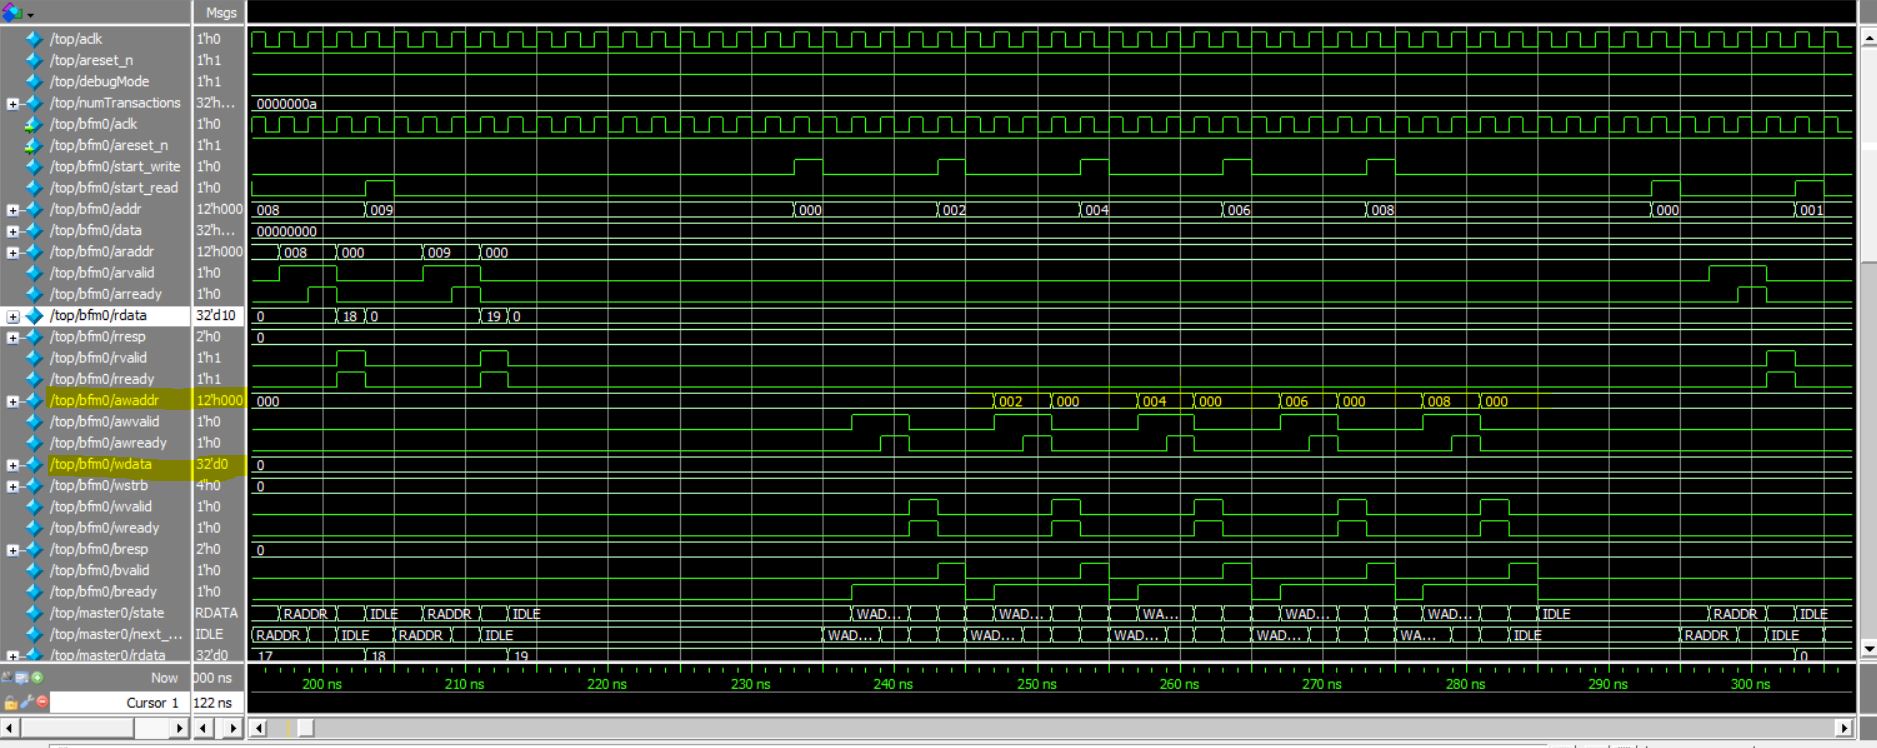 Msgs
/top/aclk 1'h0
/top/areset_n 1'h1
/top/debugMode 1'h1
/top/numTransactions 32'h... 0000000a
/top/bfm0/aclk 1'h0
/top/bfm0/areset_n 1'h1
/top/bfm0/start_write 1'h0
/top/bfm0/start_read 1'h0
/top/bfm0/addr 12'h000 008 009 000 002 004 006 008 000 001
/top/bfm0/data 32'h... 00000000
/top/bfm0/araddr 12'h000 008 000 009 000
/top/bfm0/arvalid 1'h0
/top/bfm0/arready 1'h0
/top/bfm0/rdata 32'd10 0 18 0 19 0
/top/bfm0/rresp 2'h0 0
/top/bfm0/rvalid 1'h1
/top/bfm0/rready 1'h1
/top/bfm0/awaddr 12'h000 000 002 000 004 000 006 000 008 000
/top/bfm0/awvalid 1'h0
/top/bfm0/awready 1'h0
/top/bfm0/wdata 32'd0 0
/top/bfm0/wstrb 4'h0 0
/top/bfm0/wvalid 1'h0
/top/bfm0/wready 1'h0
/top/bfm0/bresp 2'h0 0
/top/bfm0/bvalid 1'h0
/top/bfm0/bready 1'h0
/top/master0/state RDATA RADDR IDLE RADDR IDLE WAD... WAD... WA... WAD... WAD... IDLE RADDR IDLE
/top/master0/next_... IDLE RADDR IDLE RADDR IDLE WAD... WAD... WAD... WAD... WA... IDLE RADDR IDLE
/top/master0/rdata 32'd0 17 18 19 0
Now 000 ns 200 ns 210 ns 220 ns 230 ns 240 ns 250 ns 260 ns 270 ns 280 ns 290 ns 300 ns
Cursor 1 122 ns